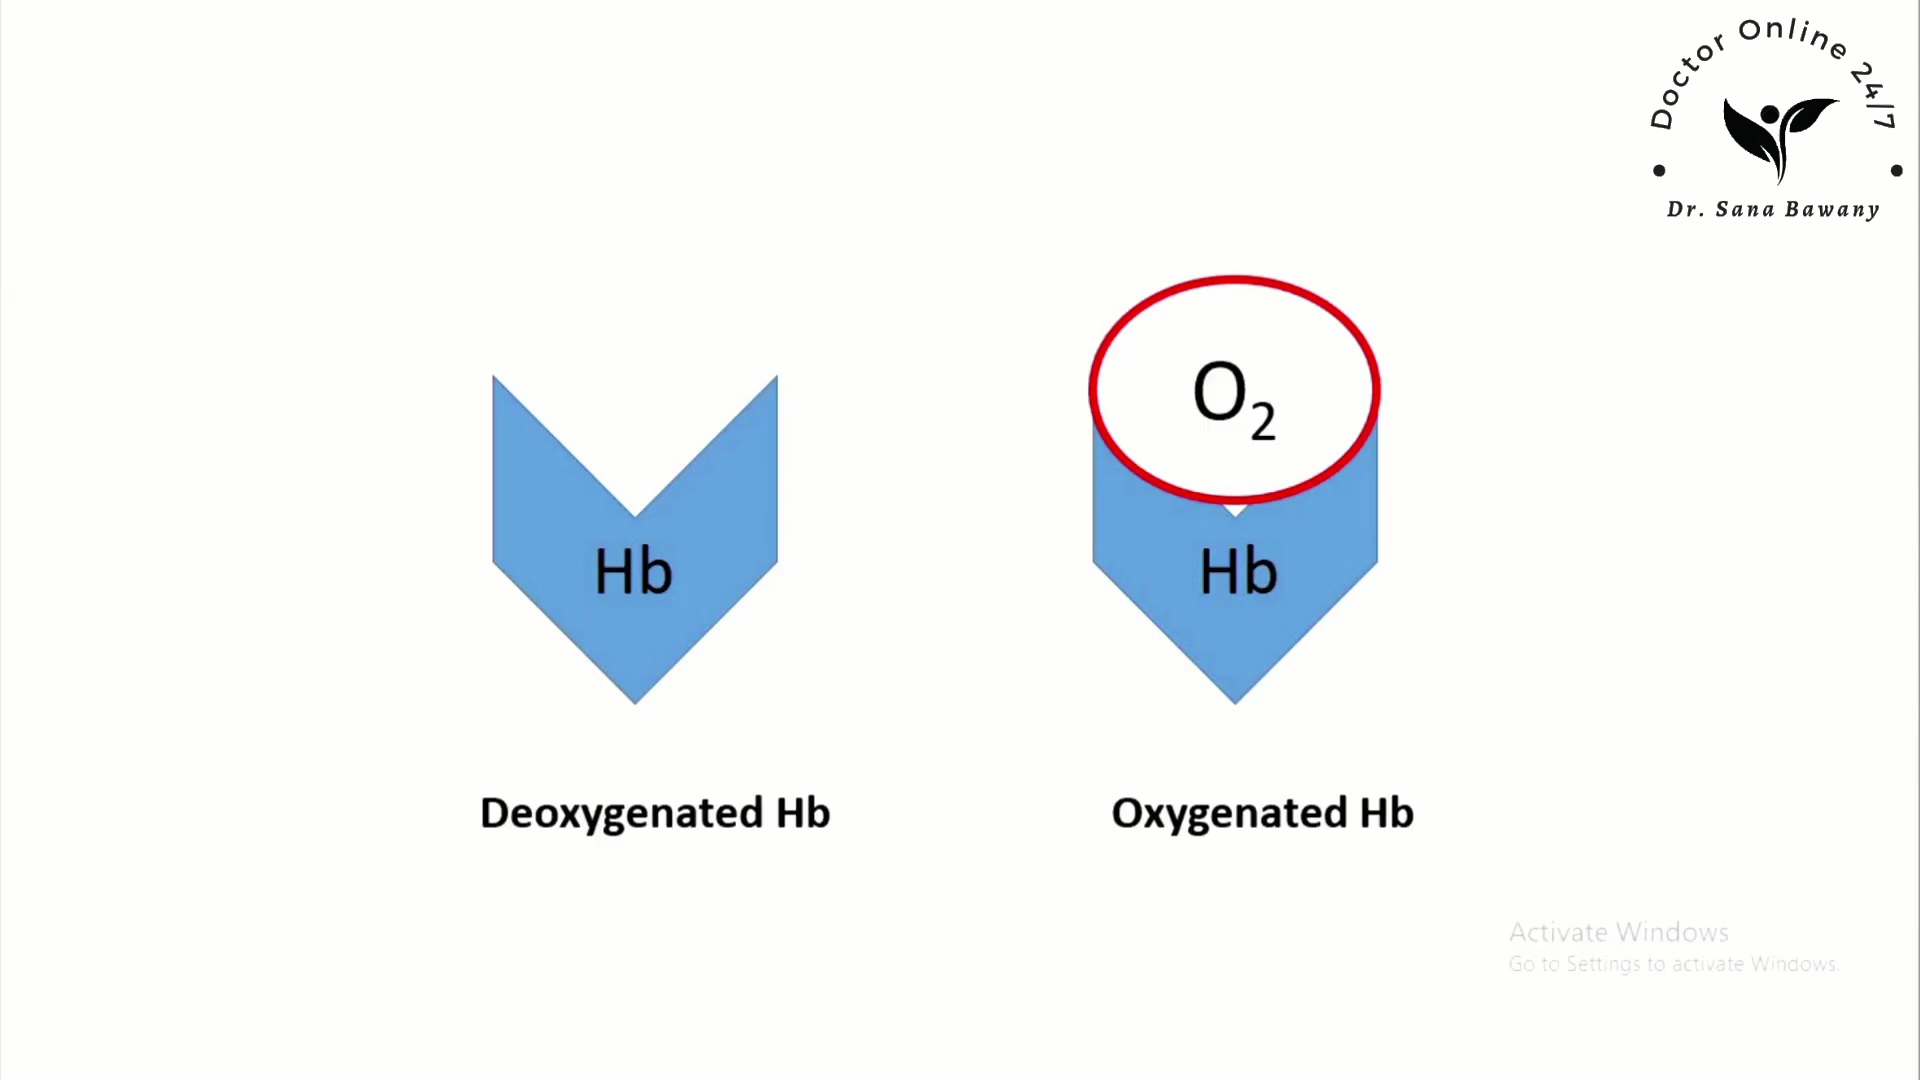 Doctor Online 24/7
Dr. Sana Bawany
O₂
Hb
Hb
Deoxygenated Hb
Oxygenated Hb
Activate Windows
Go to Settings to activate Windows.